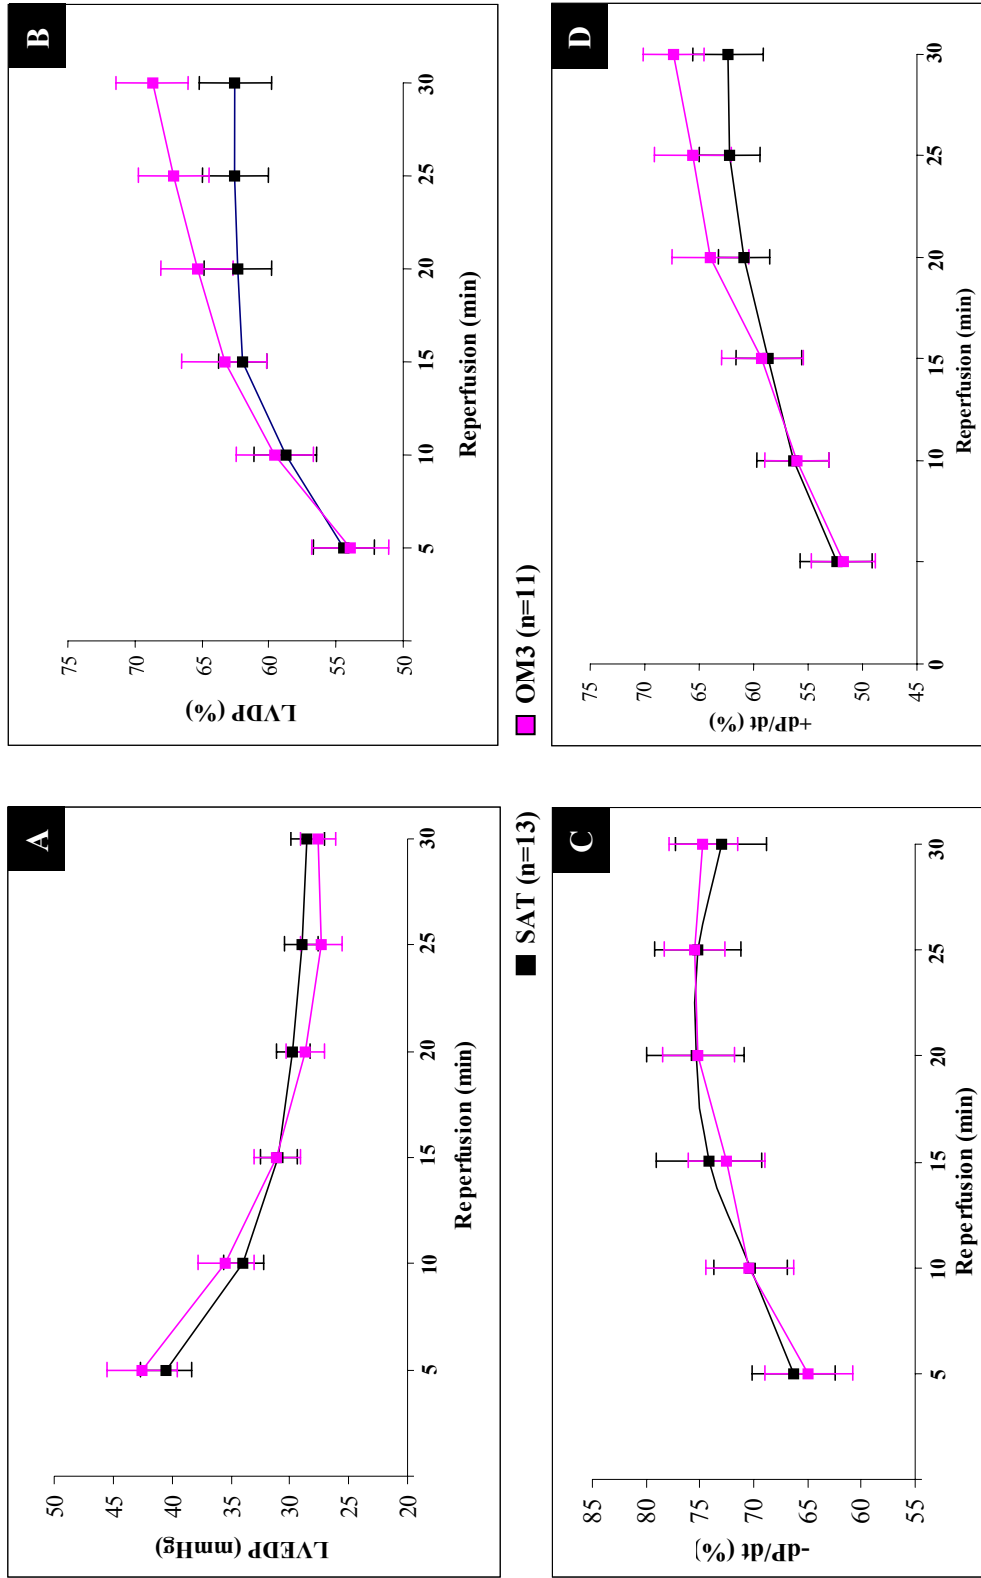 A
LVEDP (mmHg)
50
45
40
35
30
25
20
5 10 15 20 25 30
Reperfusion (min)
B
LVDP (%)
75
70
65
60
55
50
5 10 15 20 25 30
Reperfusion (min)
SAT (n=13) OM3 (n=11)
C
-dP/dt (%)
85
80
75
70
65
60
55
5 10 15 20 25 30
Reperfusion (min)
D
+dP/dt (%)
75
70
65
60
55
50
45
0 5 10 15 20 25 30
Reperfusion (min)